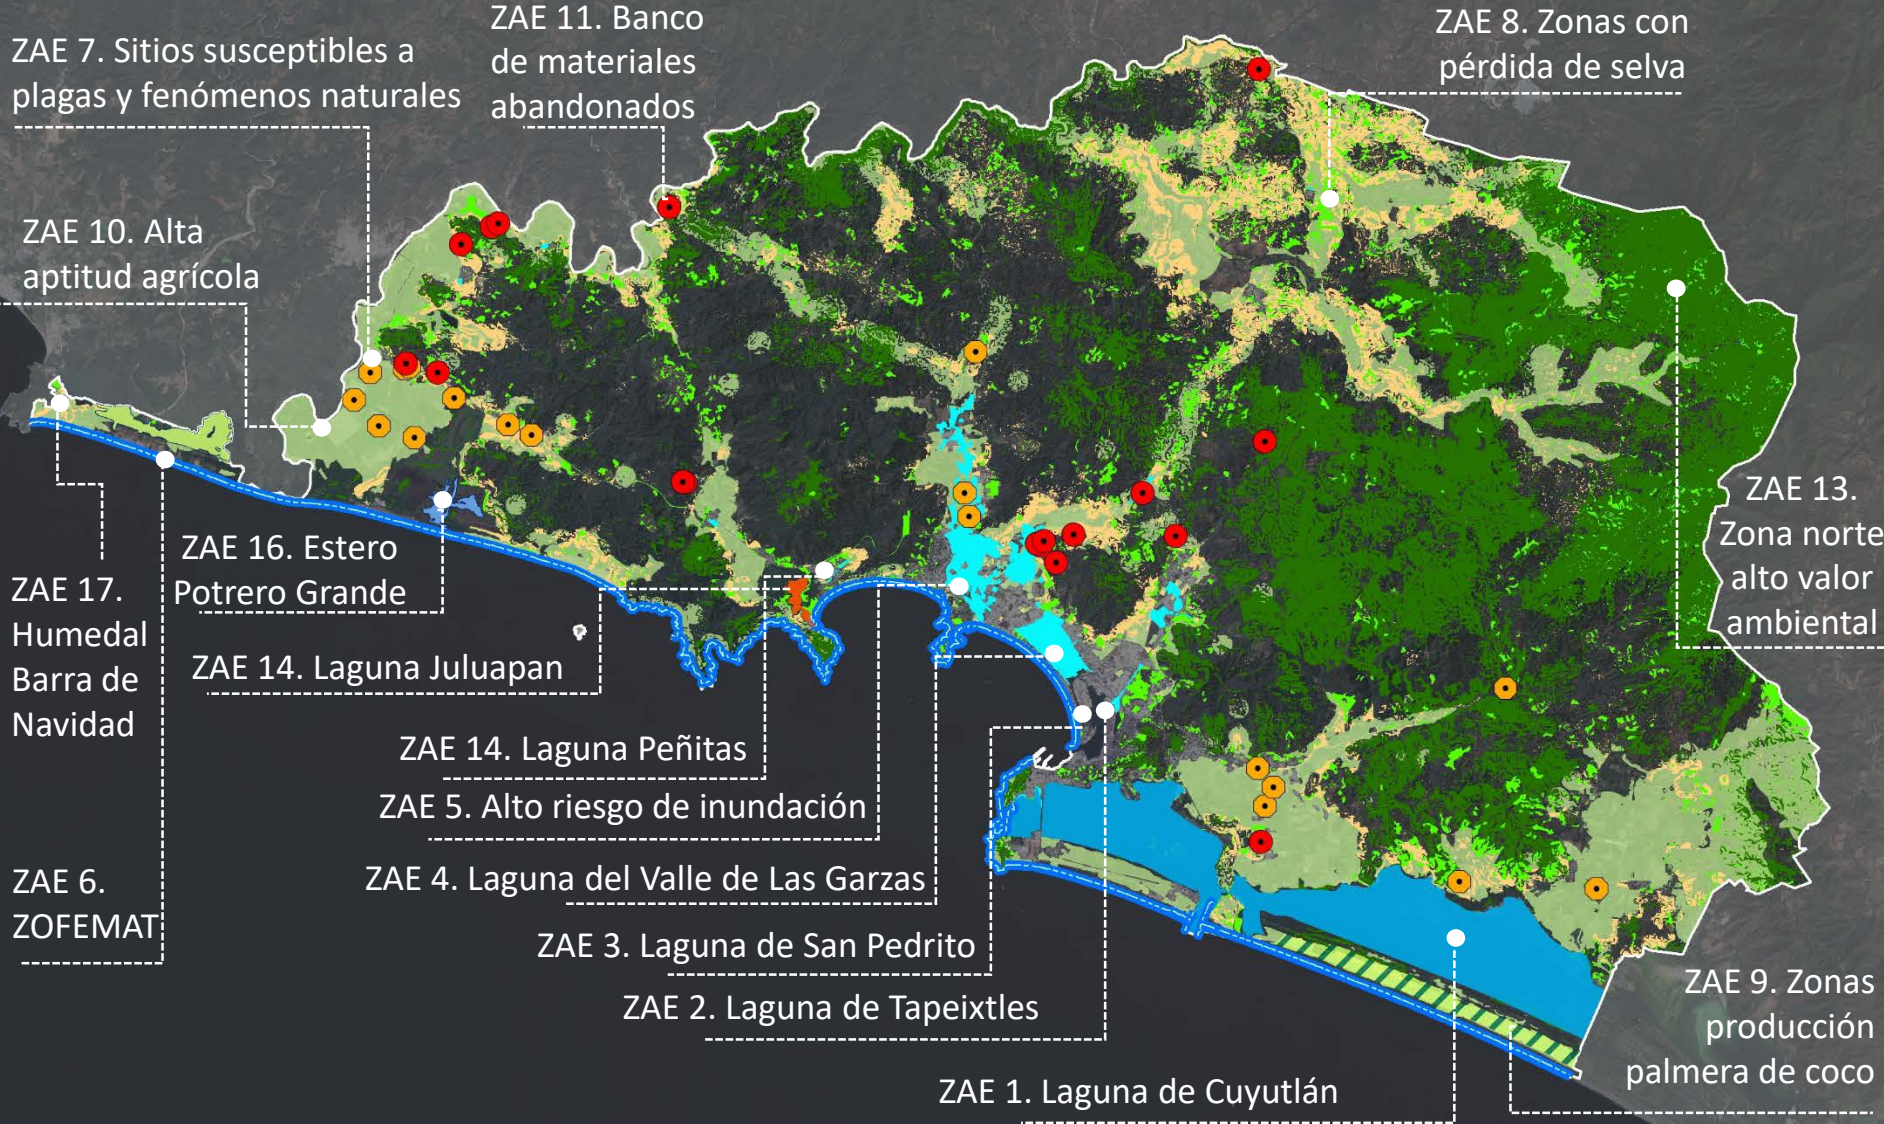 ZAE 11. Banco
de materiales
abandonados
ZAE 8. Zonas con
pérdida de selva
ZAE 7. Sitios susceptibles a
plagas y fenómenos naturales
ZAE 10. Alta
aptitud agrícola
ZAE 13.
Zona norte
alto valor
ambiental
ZAE 16. Estero
Potrero Grande
ZAE 17.
Humedal
Barra de
Navidad
ZAE 14. Laguna Juluapan
ZAE 14. Laguna Peñitas
ZAE 5. Alto riesgo de inundación
ZAE 4. Laguna del Valle de Las Garzas
ZAE 6.
ZOFEMAT
ZAE 3. Laguna de San Pedrito
ZAE 2. Laguna de Tapeixtles
ZAE 9. Zonas
producción
palmera de coco
ZAE 1. Laguna de Cuyutlán